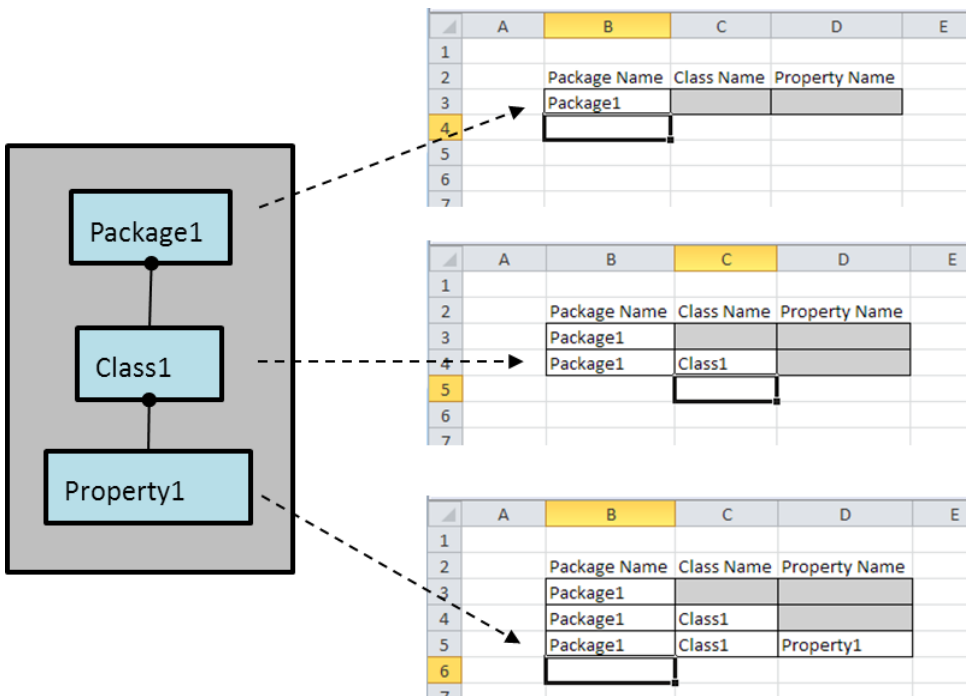 Package1
Class1
Property1
A B C D E
1
2 Package Name Class Name Property Name
3 Package1
4
5
6
7
A B C D E
1
2 Package Name Class Name Property Name
3 Package1
4 Package1 Class1
5
6
7
A B C D E
1
2 Package Name Class Name Property Name
3 Package1
4 Package1 Class1
5 Package1 Class1 Property1
6
7